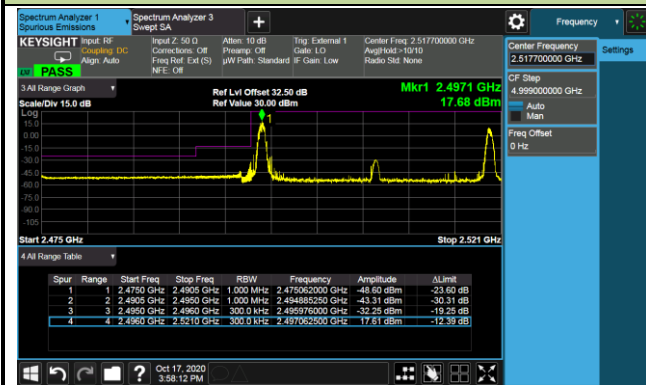 Spectrum Analyzer 1
Spurious Emissions
Spectrum Analyzer 3
Swept SA
Frequency
KEYSIGHT
Input: RF
Coupling: DC
Align: Auto
Input Z: 50 Ω
Corrections: Off
Freq Ref: Ext (S)
NFE: Off
Atten: 10 dB
Preamp: Off
µW Path: Standard
Trig: External 1
Gate: LO
IF Gain: Low
Center Freq: 2.517700000 GHz
Avg|Hold:>10/10
Radio Std: None
PASS
Center Frequency
2.517700000 GHz
Settings
CF Step
4.999000000 GHz
Auto
Man
Freq Offset
0 Hz
3 All Range Graph
Scale/Div 15.0 dB
Ref Lvl Offset 32.50 dB
Ref Value 30.00 dBm
Mkr1 2.4971 GHz
17.68 dBm
Log
15.0
0.00
-15.0
-30.0
-45.0
-60.0
-75.0
-90.0
-105
1
Start 2.475 GHz
Stop 2.521 GHz
4 All Range Table
Spur Range Start Freq Stop Freq RBW Frequency Amplitude ΔLimit
1 1 2.4750 GHz 2.4905 GHz 1.000 MHz 2.475062000 GHz -48.60 dBm -23.60 dB
2 2 2.4905 GHz 2.4950 GHz 1.000 MHz 2.494885250 GHz -43.31 dBm -30.31 dB
3 3 2.4950 GHz 2.4960 GHz 300.0 kHz 2.495976000 GHz -32.25 dBm -19.25 dB
4 4 2.4960 GHz 2.5210 GHz 300.0 kHz 2.497062500 GHz 17.61 dBm -12.39 dB
Oct 17, 2020
3:58:12 PM